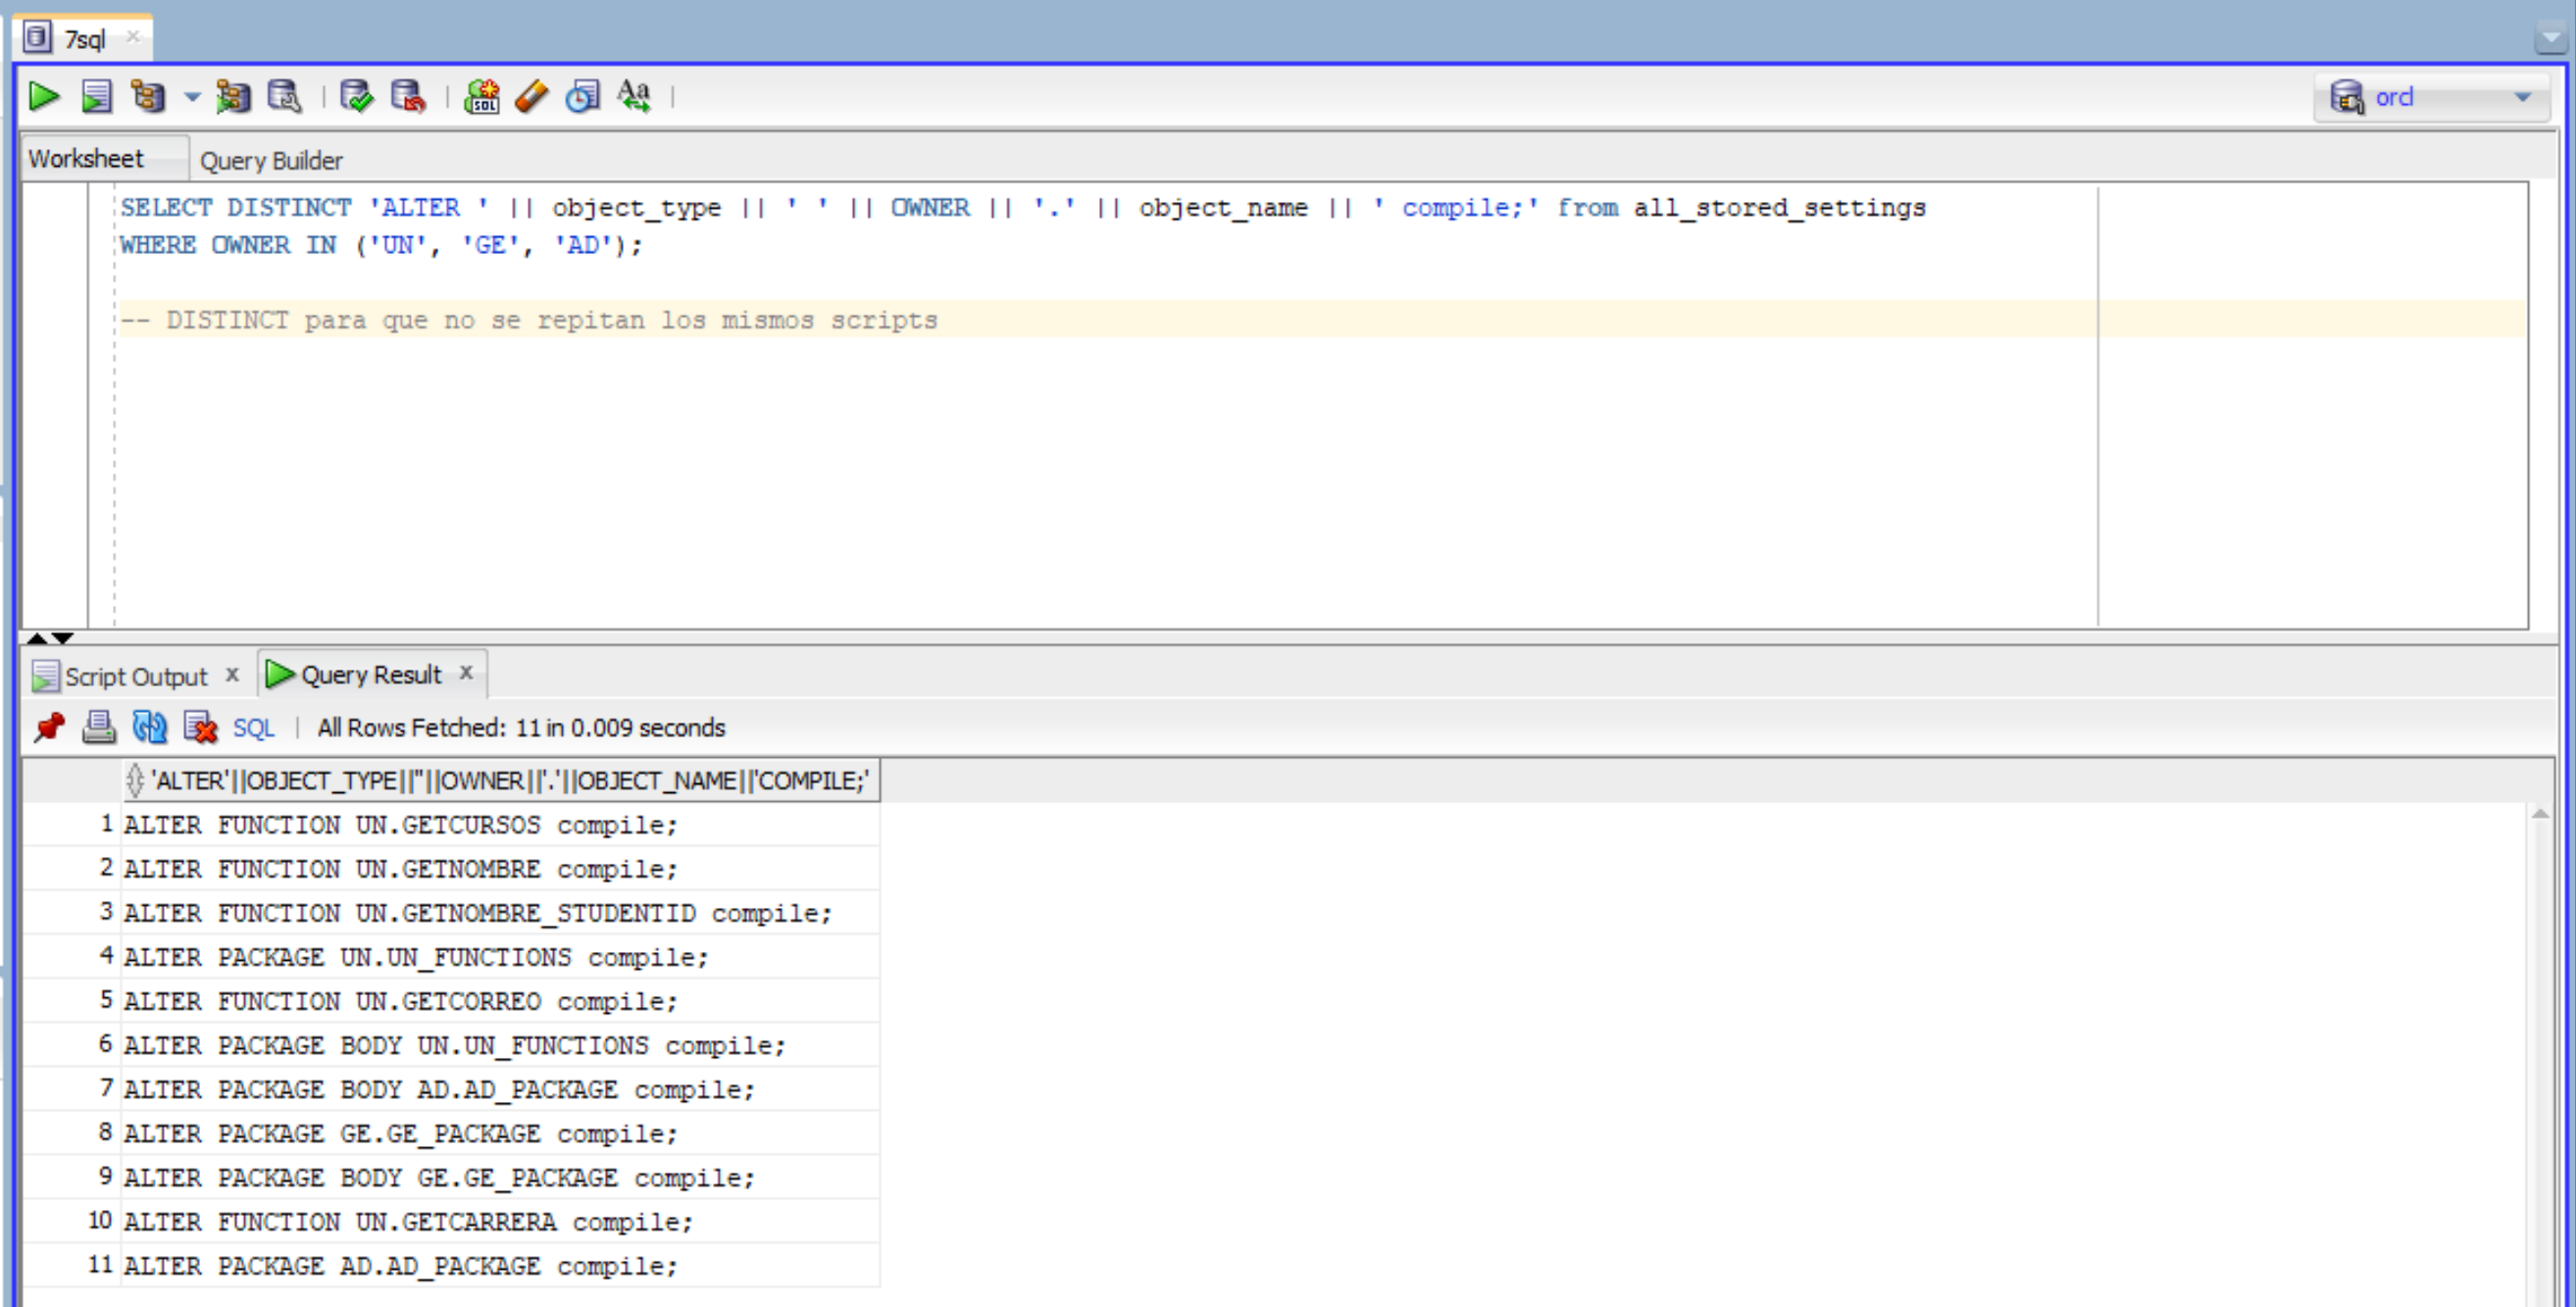 7sql
orcl
Worksheet
Query Builder
SELECT DISTINCT 'ALTER ' || object_type || ' ' || OWNER || '.' || object_name || ' compile;' from all_stored_settings
WHERE OWNER IN ('UN', 'GE', 'AD');
-- DISTINCT para que no se repitan los mismos scripts
Script Output x
Query Result x
SQL | All Rows Fetched: 11 in 0.009 seconds
'ALTER'||OBJECT_TYPE||''||OWNER||'.'||OBJECT_NAME||'COMPILE;'
1 ALTER FUNCTION UN.GETCURSOS compile;
2 ALTER FUNCTION UN.GETNOMBRE compile;
3 ALTER FUNCTION UN.GETNOMBRE_STUDENTID compile;
4 ALTER PACKAGE UN.UN_FUNCTIONS compile;
5 ALTER FUNCTION UN.GETCORREO compile;
6 ALTER PACKAGE BODY UN.UN_FUNCTIONS compile;
7 ALTER PACKAGE BODY AD.AD_PACKAGE compile;
8 ALTER PACKAGE GE.GE_PACKAGE compile;
9 ALTER PACKAGE BODY GE.GE_PACKAGE compile;
10 ALTER FUNCTION UN.GETCARRERA compile;
11 ALTER PACKAGE AD.AD_PACKAGE compile;